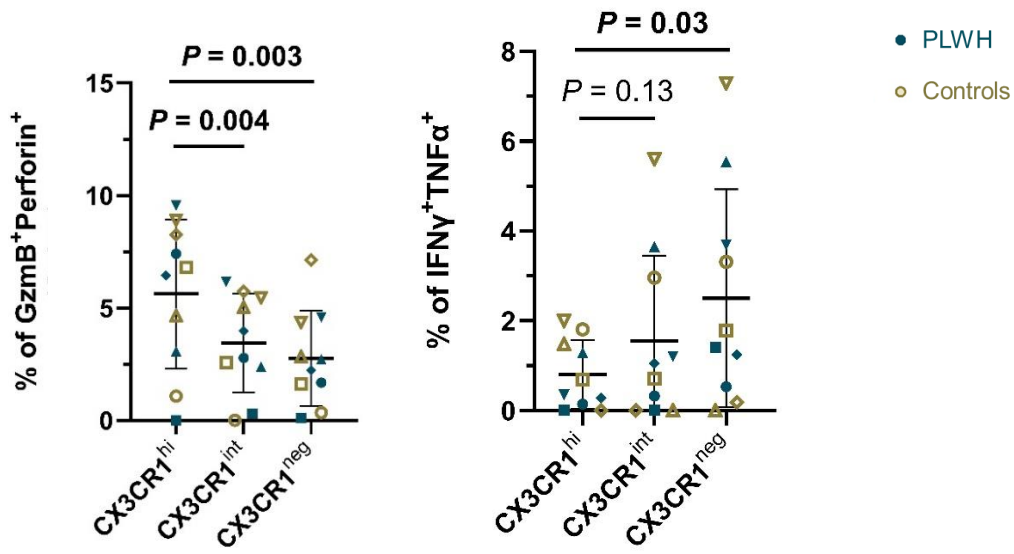 P = 0.003
P = 0.004
% of GzmB⁺Perforin⁺
15
10
5
0
CX3CR1ʰⁱ
CX3CR1ⁱⁿᵗ
CX3CR1ⁿᵉᵍ
P = 0.03
P = 0.13
% of IFNγ⁺TNFα⁺
8
6
4
2
0
CX3CR1ʰⁱ
CX3CR1ⁱⁿᵗ
CX3CR1ⁿᵉᵍ
PLWH
Controls